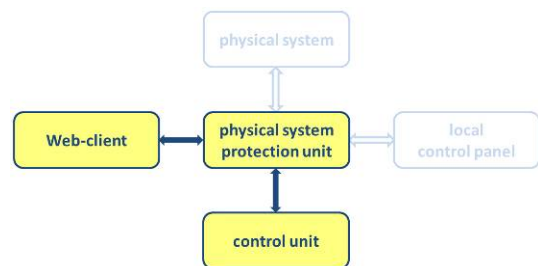 physical system
Web-client
physical system
protection unit
local
control panel
control unit